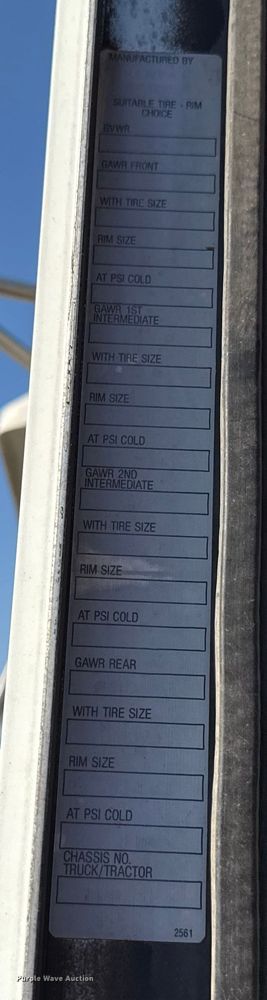 MANUFACTURED BY
SUITABLE TIRE - RIM
CHOICE
GVWR
GAWR FRONT
WITH TIRE SIZE
RIM SIZE
AT PSI COLD
GAWR 1ST
INTERMEDIATE
WITH TIRE SIZE
RIM SIZE
AT PSI COLD
GAWR 2ND
INTERMEDIATE
WITH TIRE SIZE
RIM SIZE
AT PSI COLD
GAWR REAR
WITH TIRE SIZE
RIM SIZE
AT PSI COLD
CHASSIS NO.
TRUCK/TRACTOR
2561
Purple Wave Auction